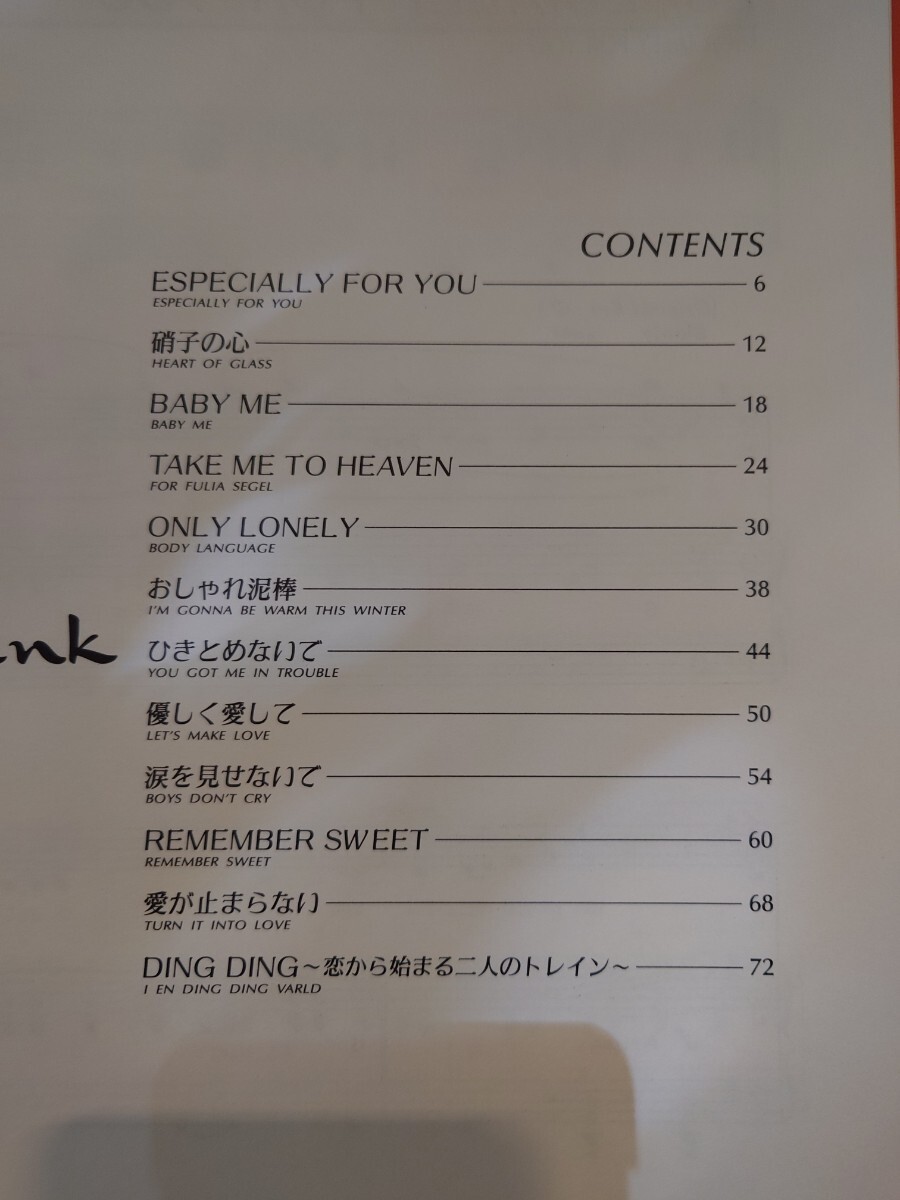 CONTENTS
ESPECIALLY FOR YOU 6
ESPECIALLY FOR YOU
硝子の心 12
HEART OF GLASS
BABY ME 18
BABY ME
TAKE ME TO HEAVEN 24
FOR FULIA SEGEL
ONLY LONELY 30
BODY LANGUAGE
おしゃれ泥棒 38
I'M GONNA BE WARM THIS WINTER
ひきとめないで 44
YOU GOT ME IN TROUBLE
優しく愛して 50
LET'S MAKE LOVE
涙を見せないで 54
BOYS DON'T CRY
REMEMBER SWEET 60
REMEMBER SWEET
愛が止まらない 68
TURN IT INTO LOVE
DING DING〜恋から始まる二人のトレイン〜 72
I EN DING DING VARLD